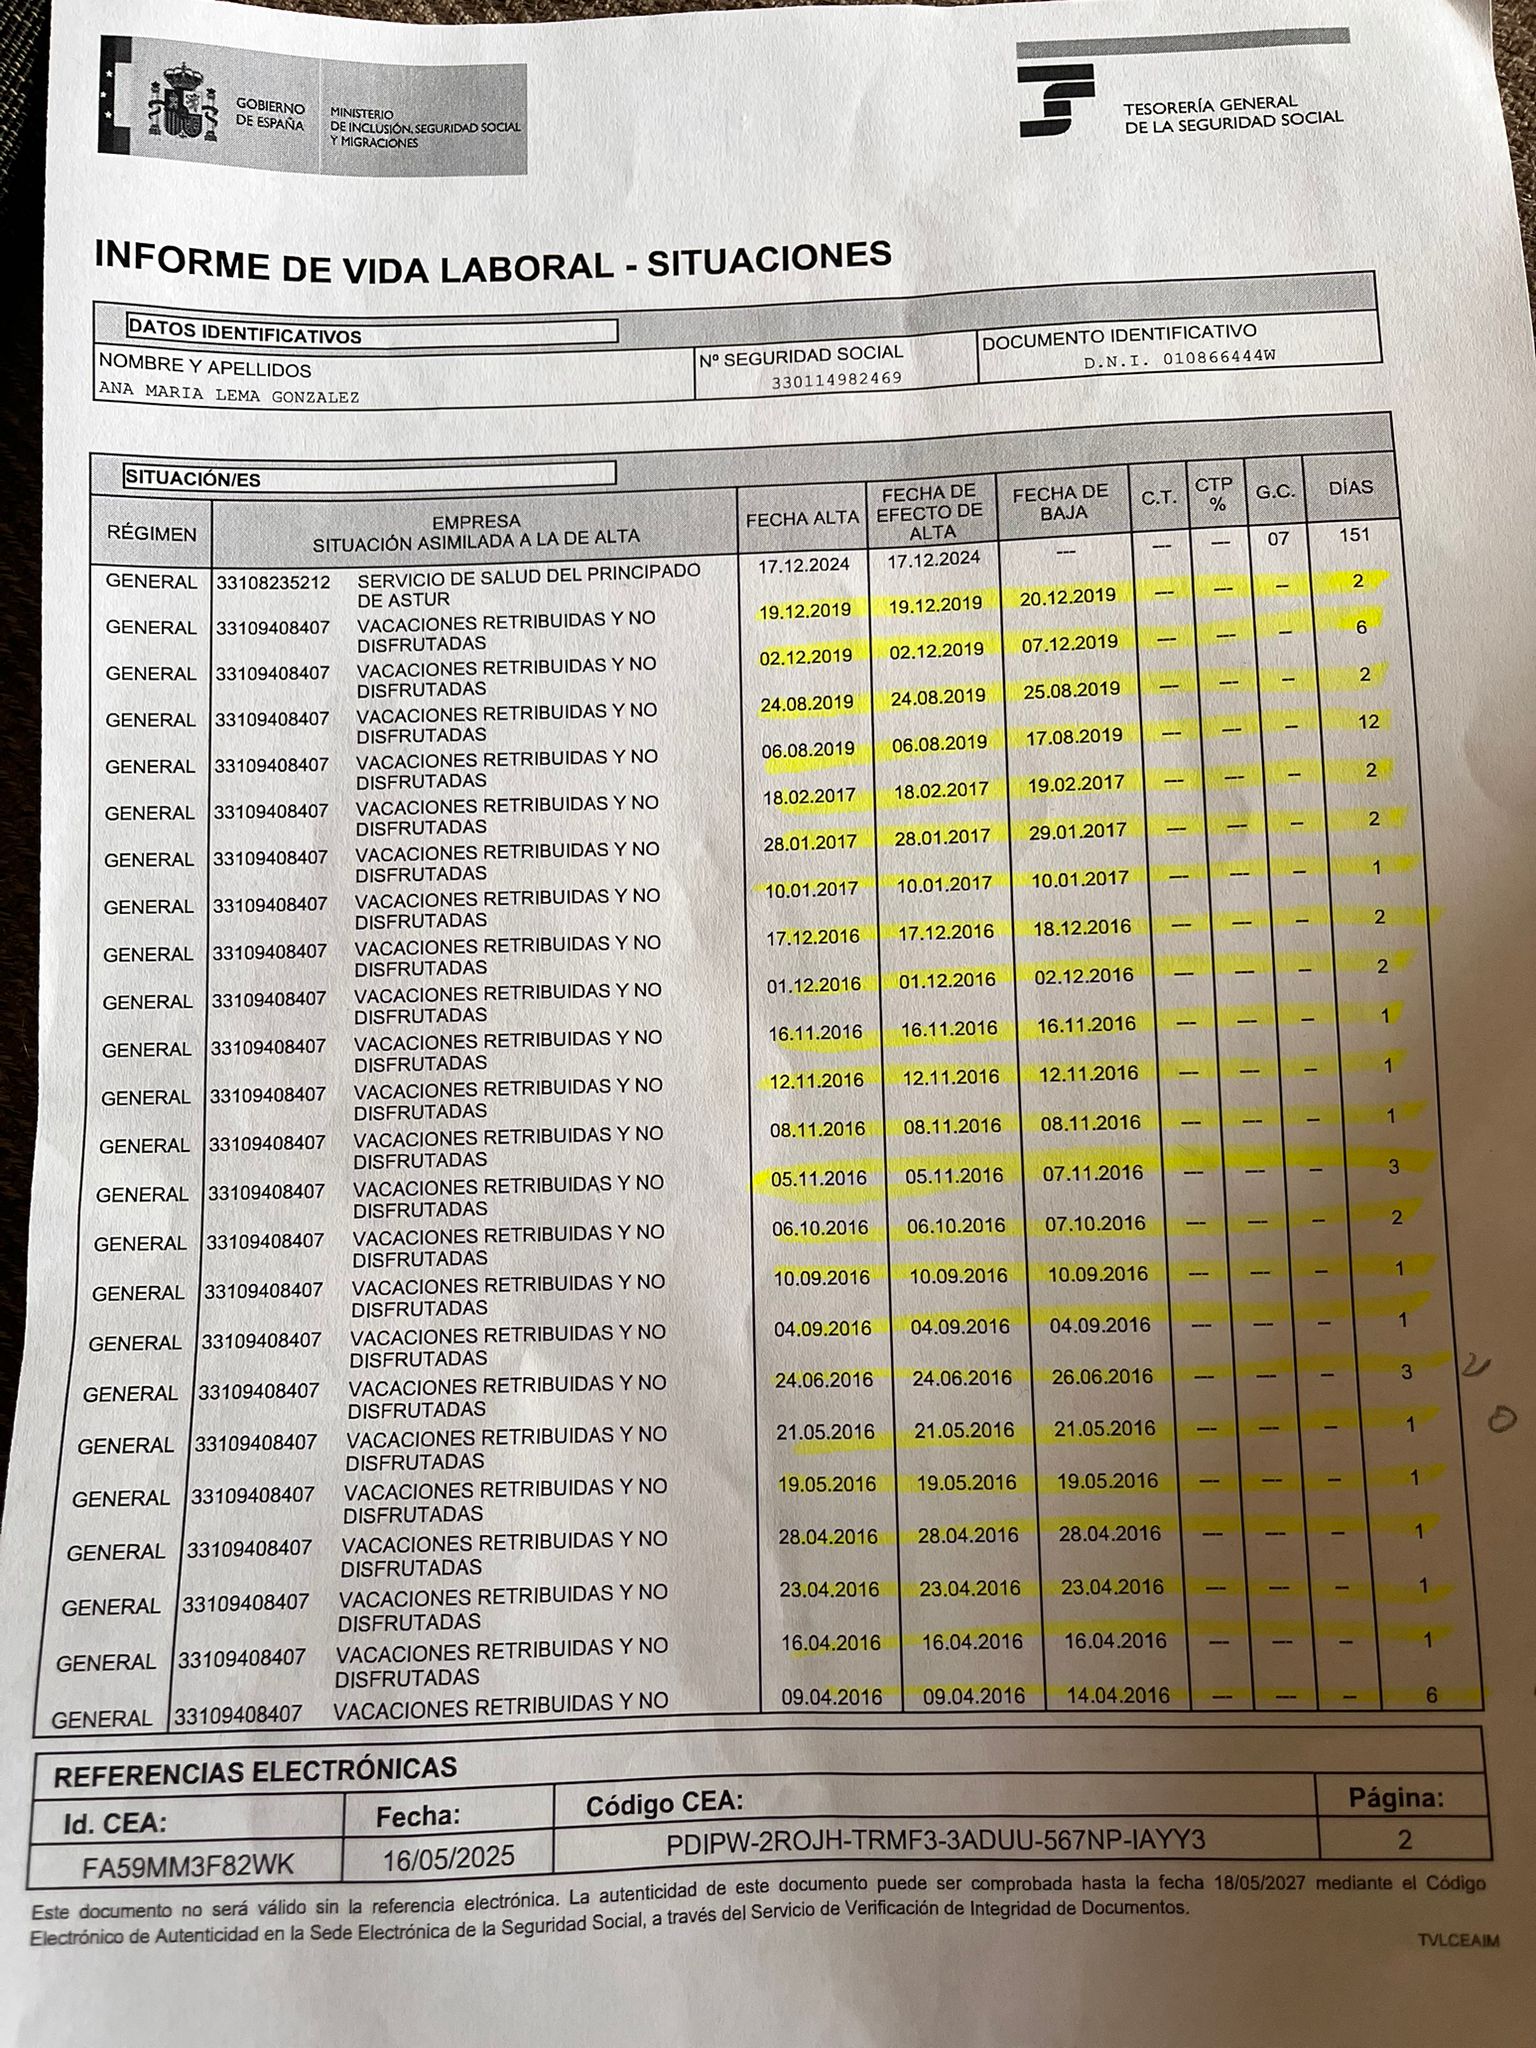 GOBIERNO
DE ESPAÑA
MINISTERIO
DE INCLUSIÓN, SEGURIDAD SOCIAL
Y MIGRACIONES
TESORERÍA GENERAL
DE LA SEGURIDAD SOCIAL
INFORME DE VIDA LABORAL - SITUACIONES
DATOS IDENTIFICATIVOS
NOMBRE Y APELLIDOS Nº SEGURIDAD SOCIAL DOCUMENTO IDENTIFICATIVO
ANA MARIA LEMA GONZALEZ 330114982469 D.N.I. 010866444W
SITUACIÓN/ES
RÉGIMEN EMPRESA SITUACIÓN ASIMILADA A LA DE ALTA FECHA ALTA FECHA DE EFECTO DE ALTA FECHA DE BAJA C.T. CTP % G.C. DÍAS
GENERAL 33108235212 SERVICIO DE SALUD DEL PRINCIPADO 17.12.2024 17.12.2024 --- --- --- 07 151
DE ASTUR
GENERAL 33109408407 VACACIONES RETRIBUIDAS Y NO 19.12.2019 19.12.2019 20.12.2019 --- --- -- 2
DISFRUTADAS
GENERAL 33109408407 VACACIONES RETRIBUIDAS Y NO 02.12.2019 02.12.2019 07.12.2019 --- --- -- 6
DISFRUTADAS
GENERAL 33109408407 VACACIONES RETRIBUIDAS Y NO 24.08.2019 24.08.2019 25.08.2019 --- --- -- 2
DISFRUTADAS
GENERAL 33109408407 VACACIONES RETRIBUIDAS Y NO 06.08.2019 06.08.2019 17.08.2019 --- --- -- 12
DISFRUTADAS
GENERAL 33109408407 VACACIONES RETRIBUIDAS Y NO 18.02.2017 18.02.2017 19.02.2017 --- --- -- 2
DISFRUTADAS
GENERAL 33109408407 VACACIONES RETRIBUIDAS Y NO 28.01.2017 28.01.2017 29.01.2017 --- --- -- 2
DISFRUTADAS
GENERAL 33109408407 VACACIONES RETRIBUIDAS Y NO 10.01.2017 10.01.2017 10.01.2017 --- --- -- 1
DISFRUTADAS
GENERAL 33109408407 VACACIONES RETRIBUIDAS Y NO 17.12.2016 17.12.2016 18.12.2016 --- --- -- 2
DISFRUTADAS
GENERAL 33109408407 VACACIONES RETRIBUIDAS Y NO 01.12.2016 01.12.2016 02.12.2016 --- --- -- 2
DISFRUTADAS
GENERAL 33109408407 VACACIONES RETRIBUIDAS Y NO 16.11.2016 16.11.2016 16.11.2016 --- --- -- 1
DISFRUTADAS
GENERAL 33109408407 VACACIONES RETRIBUIDAS Y NO 12.11.2016 12.11.2016 12.11.2016 --- --- -- 1
DISFRUTADAS
GENERAL 33109408407 VACACIONES RETRIBUIDAS Y NO 08.11.2016 08.11.2016 08.11.2016 --- --- -- 1
DISFRUTADAS
GENERAL 33109408407 VACACIONES RETRIBUIDAS Y NO 05.11.2016 05.11.2016 07.11.2016 --- --- -- 3
DISFRUTADAS
GENERAL 33109408407 VACACIONES RETRIBUIDAS Y NO 06.10.2016 06.10.2016 07.10.2016 --- --- -- 2
DISFRUTADAS
GENERAL 33109408407 VACACIONES RETRIBUIDAS Y NO 10.09.2016 10.09.2016 10.09.2016 --- --- -- 1
DISFRUTADAS
GENERAL 33109408407 VACACIONES RETRIBUIDAS Y NO 04.09.2016 04.09.2016 04.09.2016 --- --- -- 1
DISFRUTADAS
GENERAL 33109408407 VACACIONES RETRIBUIDAS Y NO 24.06.2016 24.06.2016 26.06.2016 --- --- -- 3
DISFRUTADAS
GENERAL 33109408407 VACACIONES RETRIBUIDAS Y NO 21.05.2016 21.05.2016 21.05.2016 --- --- -- 1
DISFRUTADAS
GENERAL 33109408407 VACACIONES RETRIBUIDAS Y NO 19.05.2016 19.05.2016 19.05.2016 --- --- -- 1
DISFRUTADAS
GENERAL 33109408407 VACACIONES RETRIBUIDAS Y NO 28.04.2016 28.04.2016 28.04.2016 --- --- -- 1
DISFRUTADAS
GENERAL 33109408407 VACACIONES RETRIBUIDAS Y NO 23.04.2016 23.04.2016 23.04.2016 --- --- -- 1
DISFRUTADAS
GENERAL 33109408407 VACACIONES RETRIBUIDAS Y NO 16.04.2016 16.04.2016 16.04.2016 --- --- -- 1
DISFRUTADAS
GENERAL 33109408407 VACACIONES RETRIBUIDAS Y NO 09.04.2016 09.04.2016 14.04.2016 --- --- -- 6
REFERENCIAS ELECTRÓNICAS
Id. CEA: Fecha: Código CEA: Página:
FA59MM3F82WK 16/05/2025 PDIPW-2ROJH-TRMF3-3ADUU-567NP-IAYY3 2
Este documento no será válido sin la referencia electrónica. La autenticidad de este documento puede ser comprobada hasta la fecha 18/05/2027 mediante el Código
Electrónico de Autenticidad en la Sede Electrónica de la Seguridad Social, a través del Servicio de Verificación de Integridad de Documentos.
TVLCEAIM